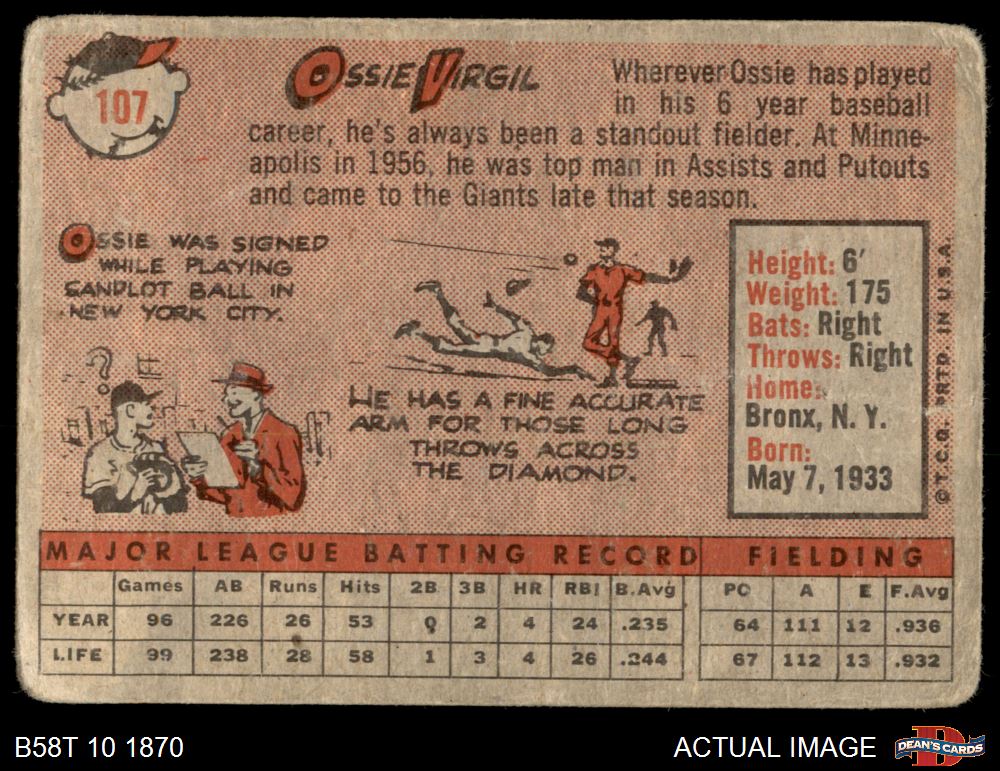 107
OSSIE VIRGIL
Wherever Ossie has played
in his 6 year baseball
career, he's always been a standout fielder. At Minne-
apolis in 1956, he was top man in Assists and Putouts
and came to the Giants late that season.
OSSIE WAS SIGNED
WHILE PLAYING
SANDLOT BALL IN
NEW YORK CITY.
?
HE HAS A FINE ACCURATE
ARM FOR THOSE LONG
THROWS ACROSS
THE DIAMOND.
Height: 6'
Weight: 175
Bats: Right
Throws: Right
Home:
Bronx, N. Y.
Born:
May 7, 1933
© T.C.G. PRTD. IN U.S.A.
MAJOR LEAGUE BATTING RECORD FIELDING
Games AB Runs Hits 2B 3B HR RBI B.Avg PO A E F.Avg
YEAR 96 226 26 53 0 2 4 24 .235 64 111 12 .936
LIFE 99 238 28 58 1 3 4 26 .244 67 112 13 .932
B58T 10 1870
ACTUAL IMAGE
D
DEAN'S CARDS